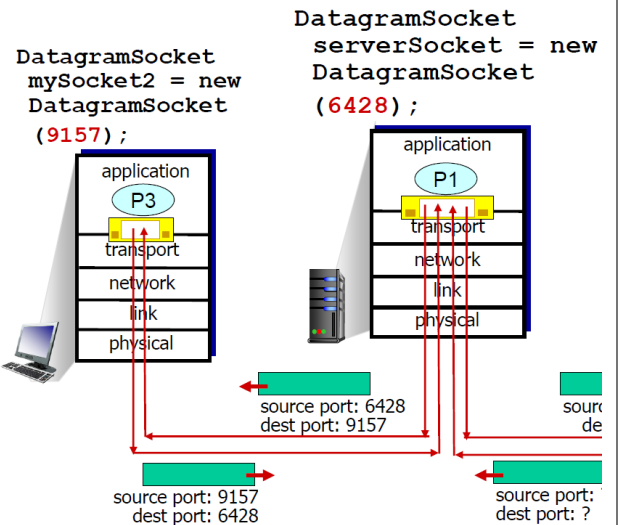 DatagramSocket
mySocket2 = new
DatagramSocket
(9157);
DatagramSocket
serverSocket = new
DatagramSocket
(6428);
application
P3
transport
network
link
physical
application
P1
transport
network
link
physical
source port: 6428
dest port: 9157
source port: 9157
dest port: 6428
source port:
dest port: ?